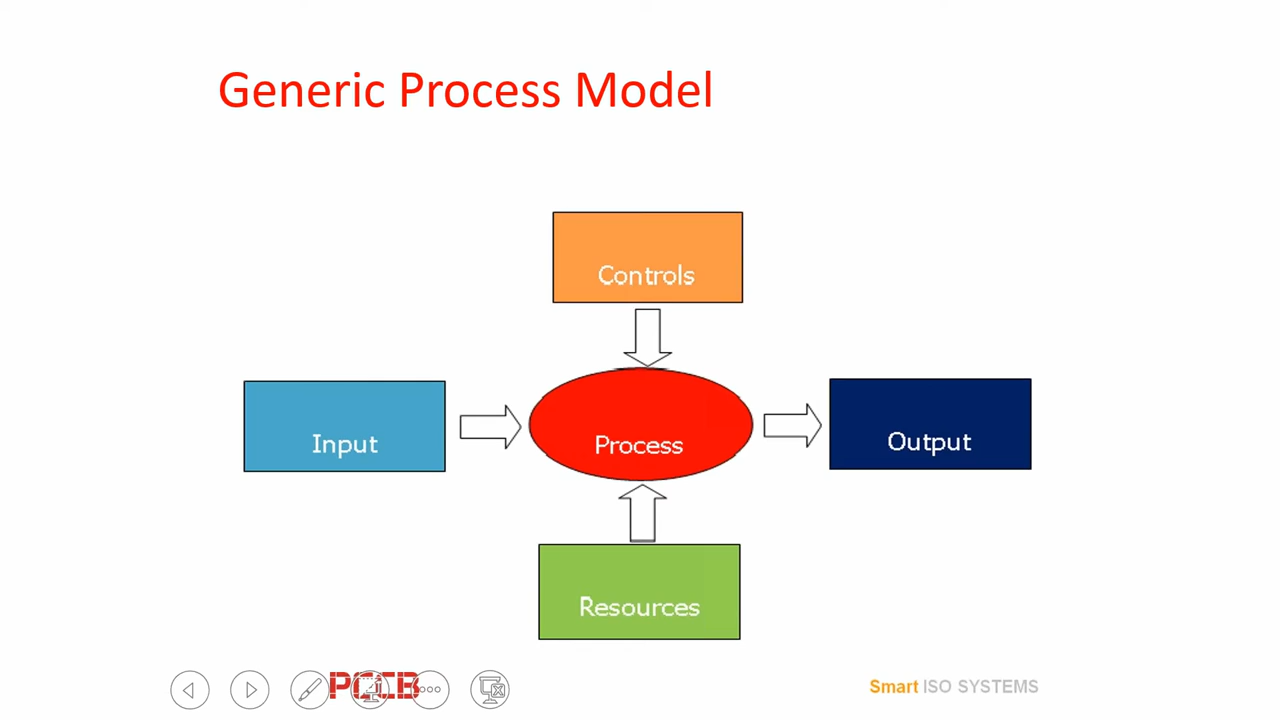 Generic Process Model
Controls
Input
Process
Output
Resources
Smart ISO SYSTEMS